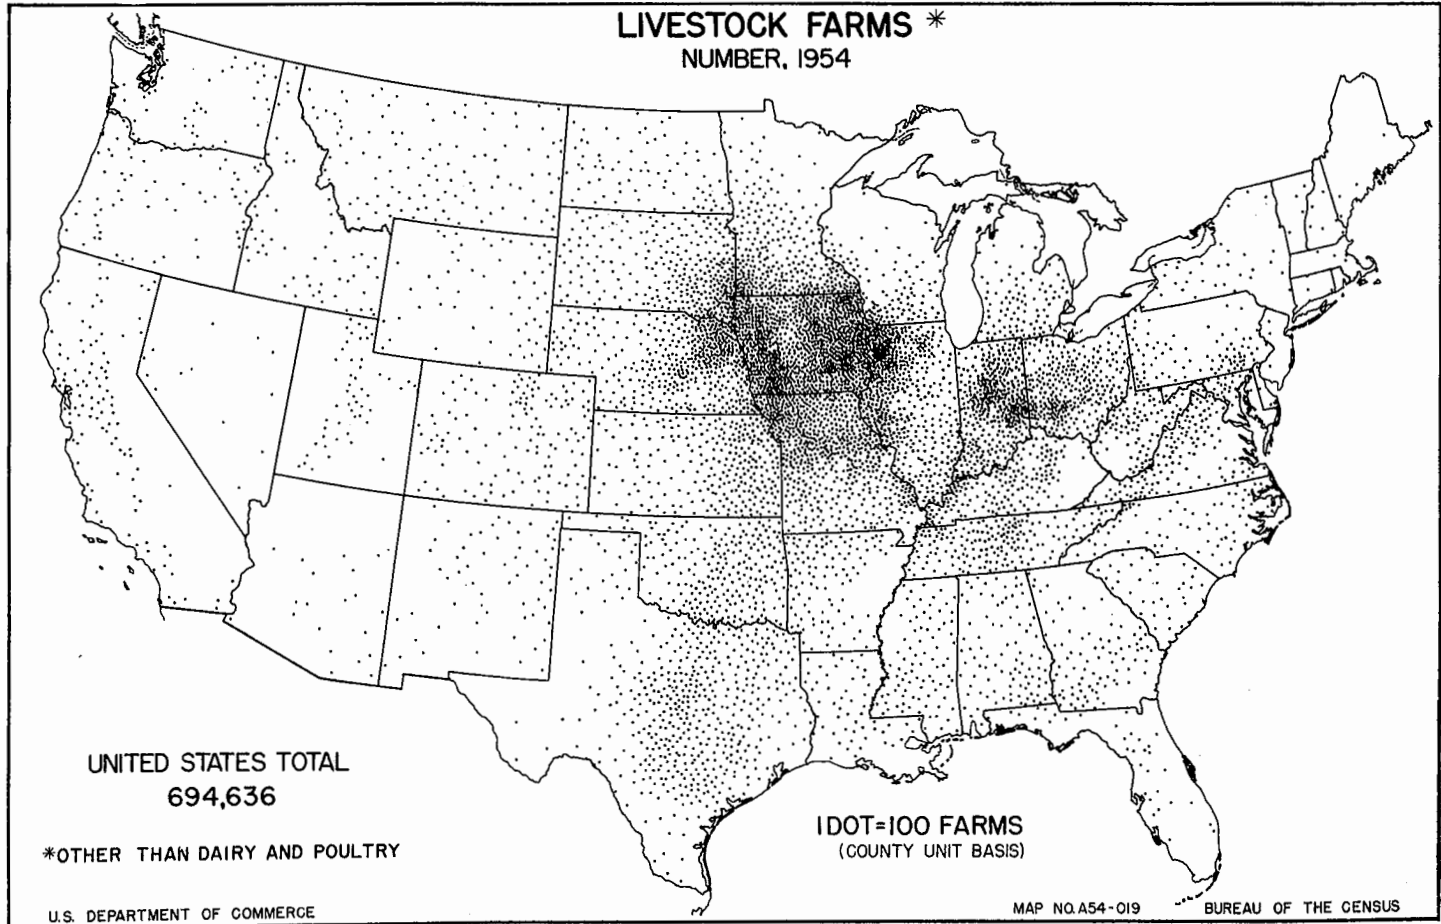 LIVESTOCK FARMS *
NUMBER, 1954
UNITED STATES TOTAL
694,636
*OTHER THAN DAIRY AND POULTRY
1 DOT=100 FARMS
(COUNTY UNIT BASIS)
U.S. DEPARTMENT OF COMMERCE
MAP NO. A54-019
BUREAU OF THE CENSUS